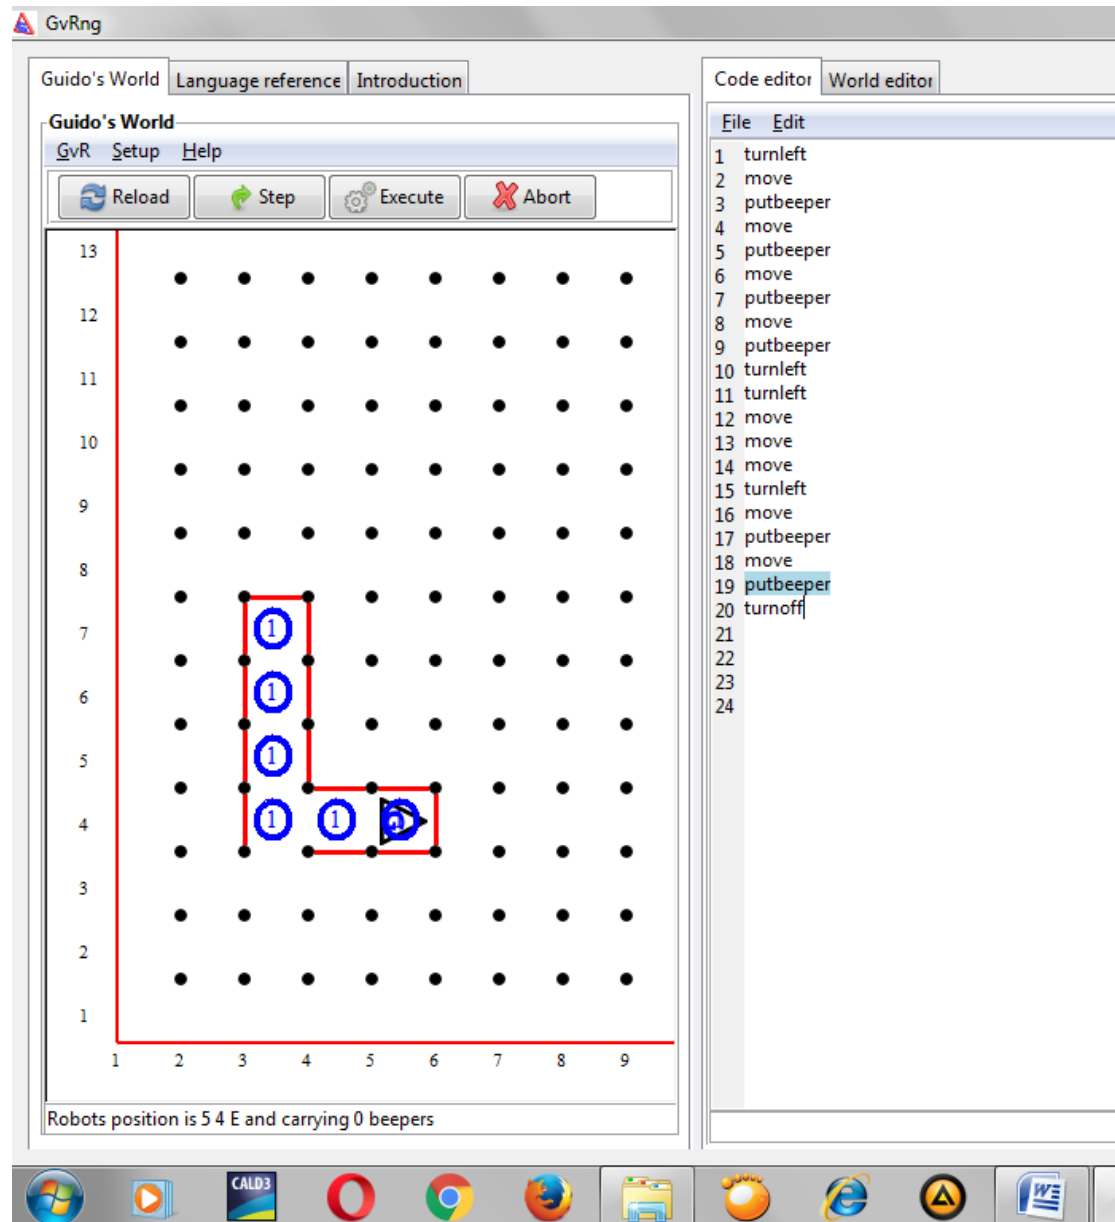 GvRng
Guido's World Language reference Introduction
Guido's World
GvR Setup Help
Reload Step Execute Abort
13
12
11
10
9
8
7
6
5
4
3
2
1
1
1
1
1 1 G
1 2 3 4 5 6 7 8 9
Robots position is 5 4 E and carrying 0 beepers
Code editor World editor
File Edit
1 turnleft
2 move
3 putbeeper
4 move
5 putbeeper
6 move
7 putbeeper
8 move
9 putbeeper
10 turnleft
11 turnleft
12 move
13 move
14 move
15 turnleft
16 move
17 putbeeper
18 move
19 putbeeper
20 turnoff
21
22
23
24
CALD3